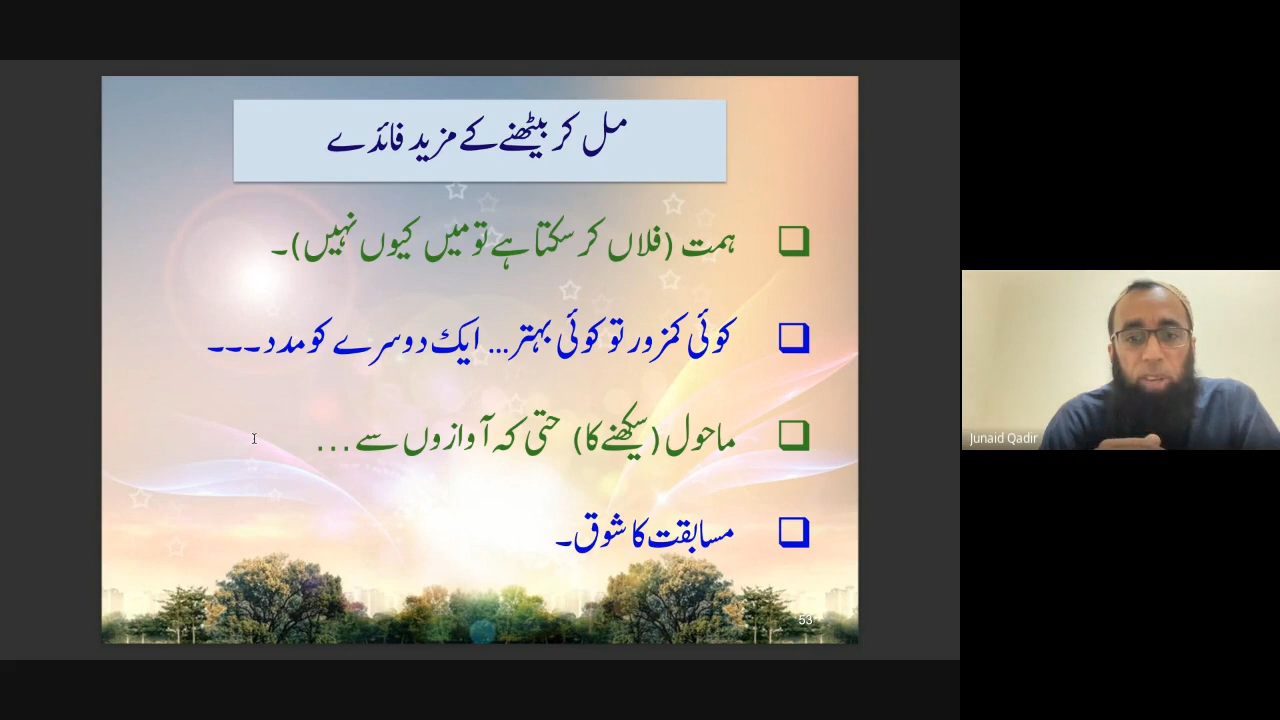 مل کر بیٹھنے کے مزید فائدے
ہمت (فلاں کر سکتا ہے تو میں کیوں نہیں)۔
کوئی کمزور تو کوئی بہتر... ایک دوسرے کو مدد۔۔۔
ماحول (سیکھنے کا) حتیٰ کہ آوازوں سے...
مسابقت کا شوق۔
53
Junaid Qadir